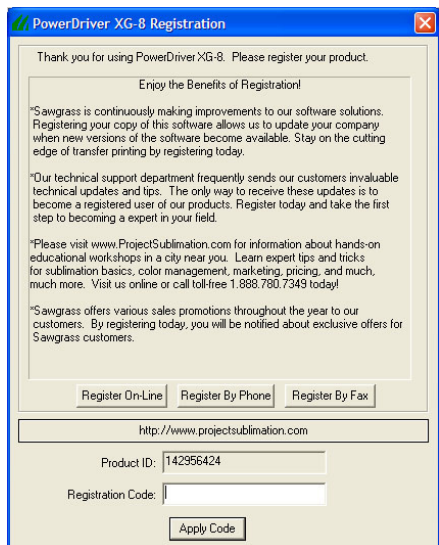 PowerDriver XG-8 Registration
Thank you for using PowerDriver XG-8. Please register your product.
Enjoy the Benefits of Registration!
*Sawgrass is continuously making improvements to our software solutions.
Registering your copy of this software allows us to update your company
when new versions of the software become available. Stay on the cutting
edge of transfer printing by registering today.
*Our technical support department frequently sends our customers invaluable
technical updates and tips. The only way to receive these updates is to
become a registered user of our products. Register today and take the first
step to becoming a expert in your field.
*Please visit www.ProjectSublimation.com for information about hands-on
educational workshops in a city near you. Learn expert tips and tricks
for sublimation basics, color management, marketing, pricing, and much,
much more. Visit us online or call toll-free 1.888.780.7349 today!
*Sawgrass offers various sales promotions throughout the year to our
customers. By registering today, you will be notified about exclusive offers for
Sawgrass customers.
Register On-Line Register By Phone Register By Fax
http://www.projectsublimation.com
Product ID: 142956424
Registration Code:
Apply Code